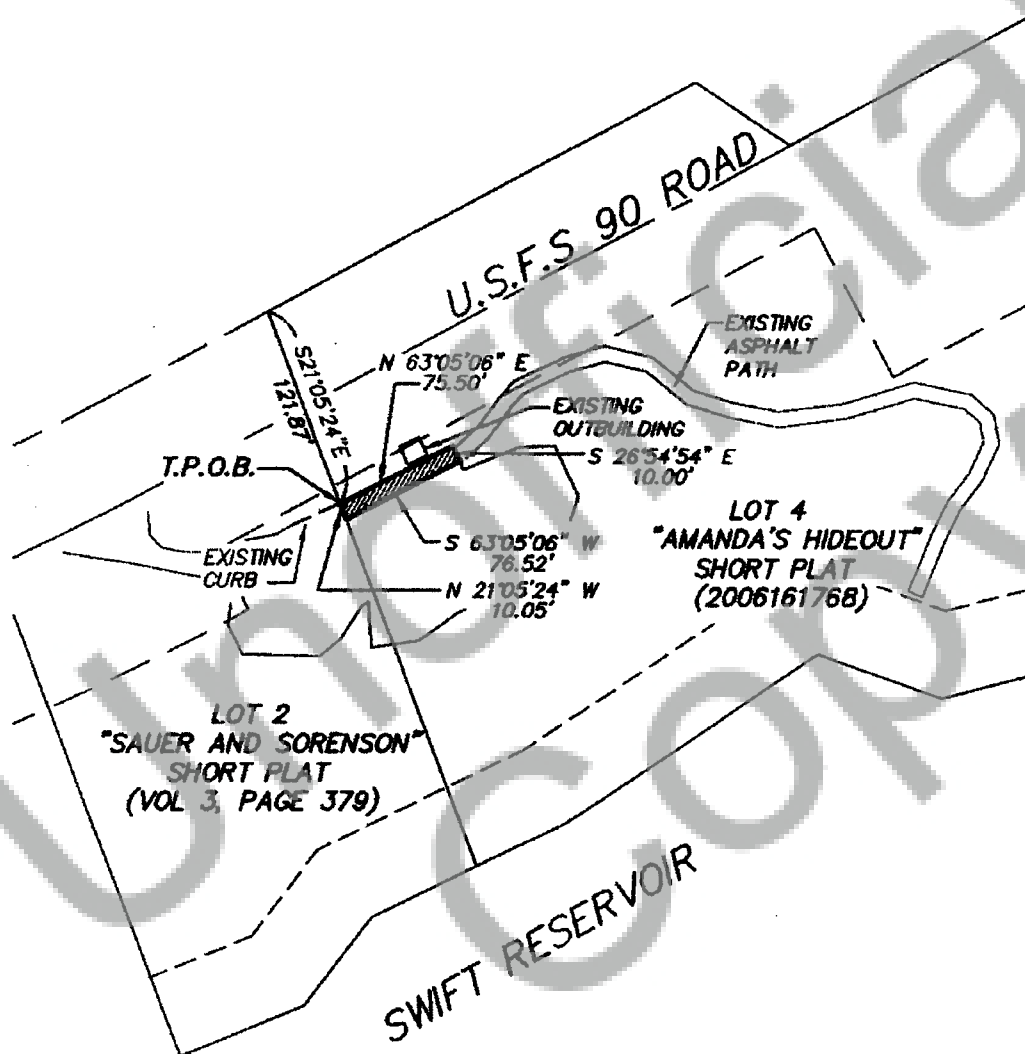 U.S.F.S 90 ROAD
S21°05'24"E
121.87'
N 63°05'06" E
75.50'
EXISTING
ASPHALT
PATH
EXISTING
OUTBUILDING
T.P.O.B.
S 26°54'54" E
10.00'
LOT 4
"AMANDA'S HIDEOUT"
SHORT PLAT
(2006161768)
S 63°05'06" W
76.52'
EXISTING
CURB
N 21°05'24" W
10.05'
LOT 2
"SAUER AND SORENSON"
SHORT PLAT
(VOL 3, PAGE 379)
SWIFT RESERVOIR
Unofficial
Copy